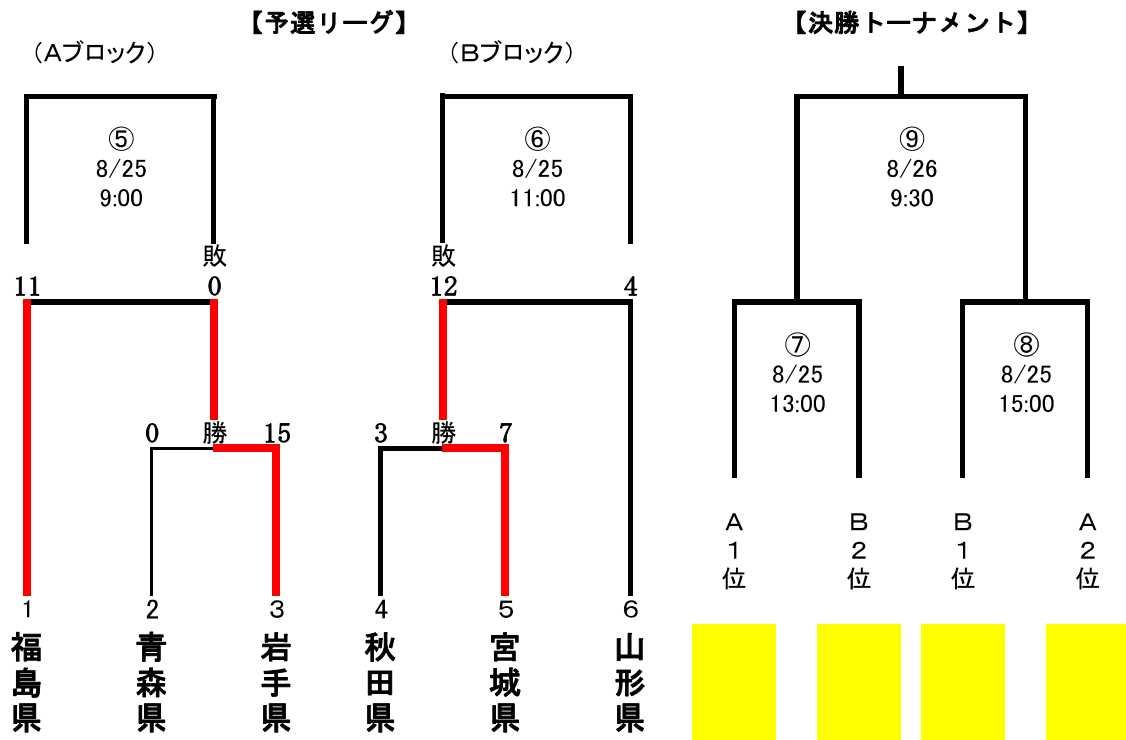 【予選リーグ】
【決勝トーナメント】
（Aブロック）
（Bブロック）
⑤
8/25
9:00
⑥
8/25
11:00
⑨
8/26
9:30
敗
敗
11
0
12
4
⑦
8/25
13:00
⑧
8/25
15:00
0
勝
15
3
勝
7
A1位
B2位
B1位
A2位
1
2
3
4
5
6
福島県
青森県
岩手県
秋田県
宮城県
山形県